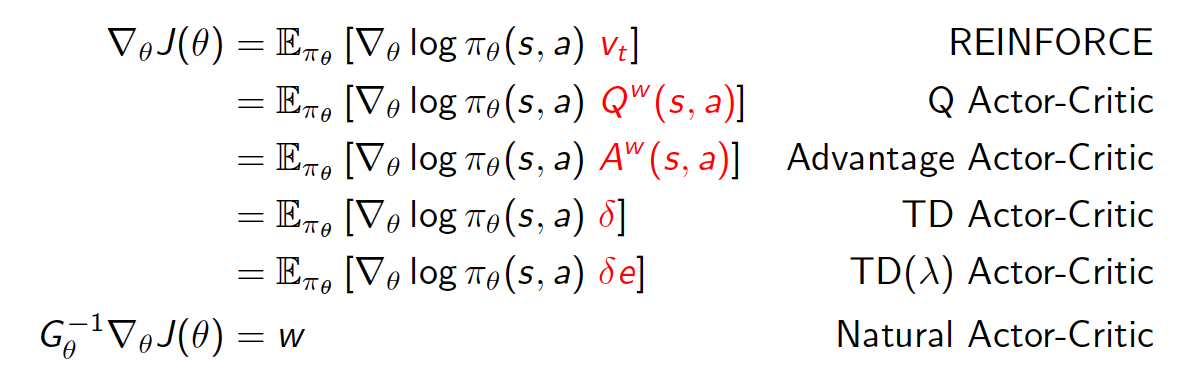 ∇θJ(θ) = 𝔼πθ [∇θ log πθ(s, a) vt] REINFORCE
= 𝔼πθ [∇θ log πθ(s, a) Qʷ(s, a)] Q Actor-Critic
= 𝔼πθ [∇θ log πθ(s, a) Aʷ(s, a)] Advantage Actor-Critic
= 𝔼πθ [∇θ log πθ(s, a) δ] TD Actor-Critic
= 𝔼πθ [∇θ log πθ(s, a) δe] TD(λ) Actor-Critic
Gθ⁻¹∇θJ(θ) = w Natural Actor-Critic